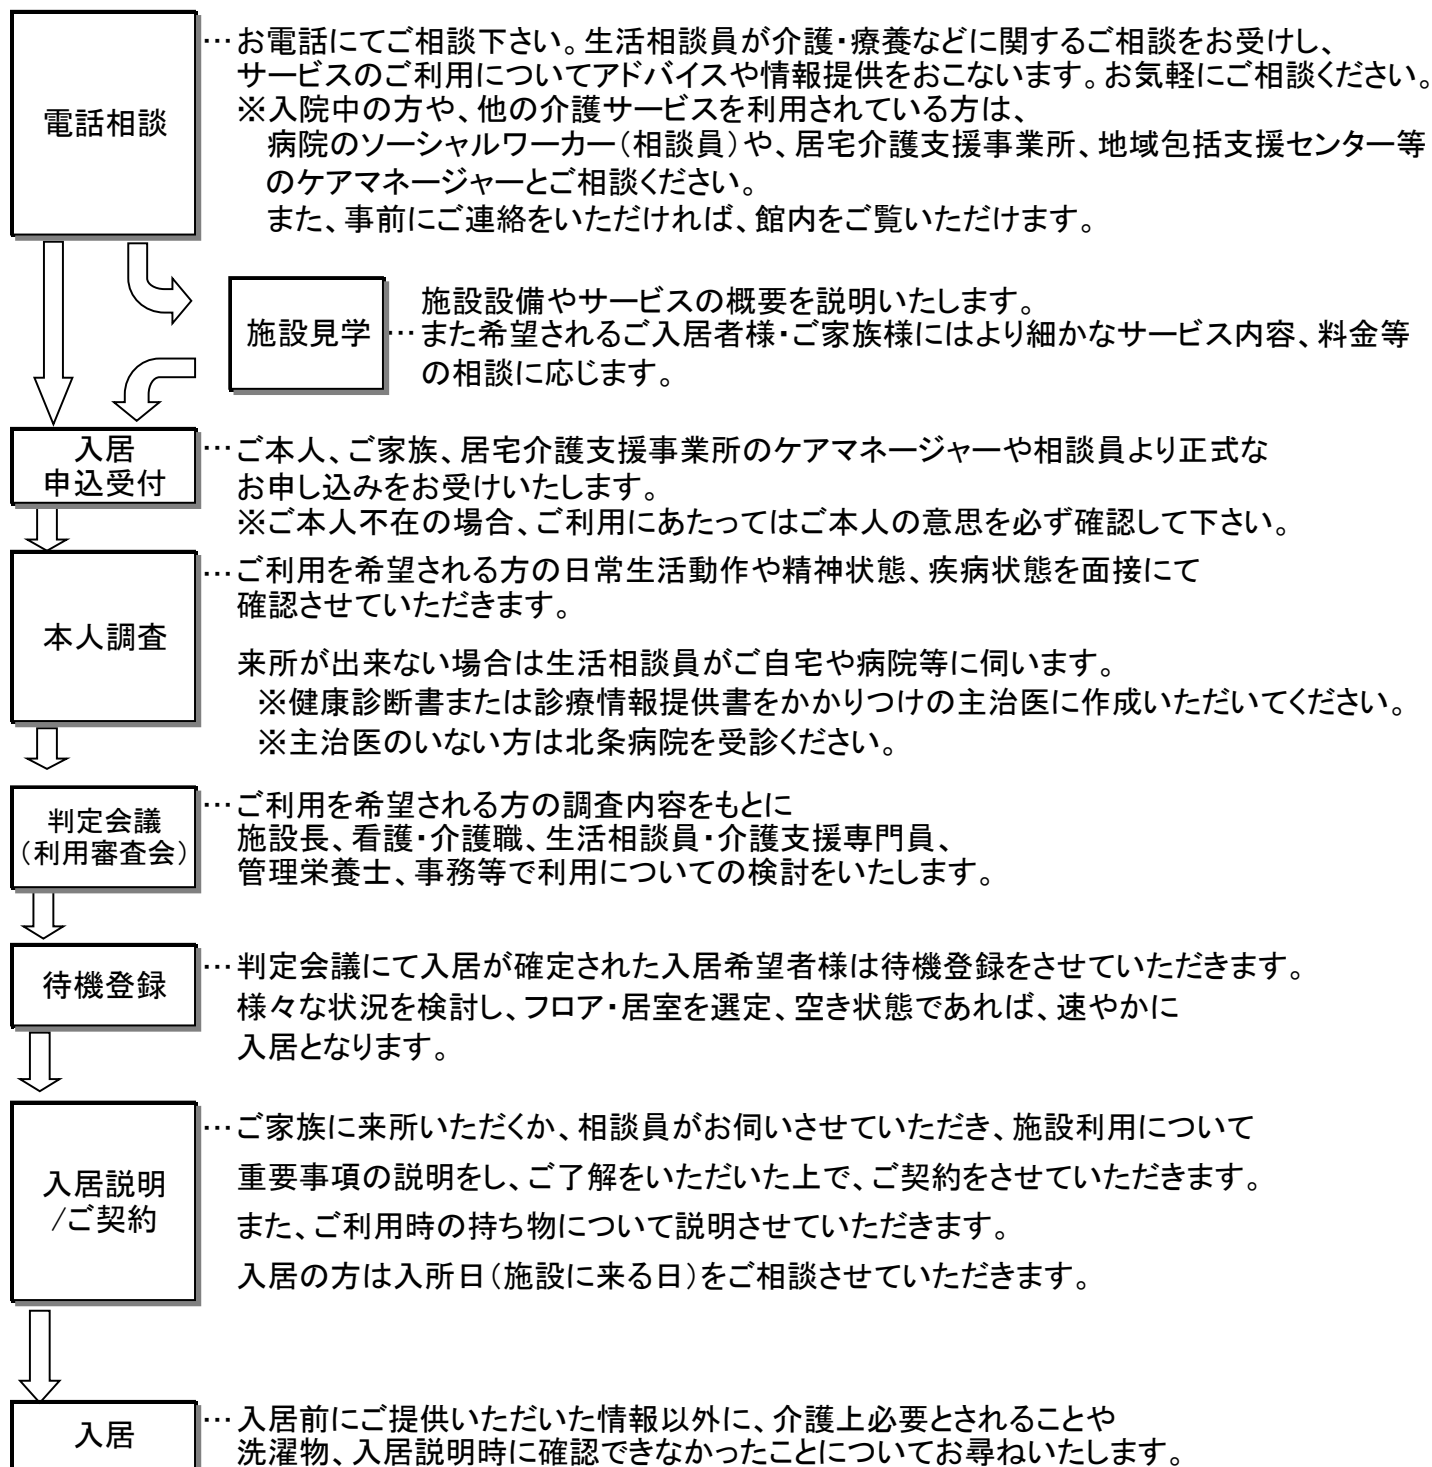 電話相談
…お電話にてご相談下さい。生活相談員が介護・療養などに関するご相談をお受けし、
サービスのご利用についてアドバイスや情報提供をおこないます。お気軽にご相談ください。
※入院中の方や、他の介護サービスを利用されている方は、
病院のソーシャルワーカー(相談員)や、居宅介護支援事業所、地域包括支援センター等
のケアマネージャーとご相談ください。
また、事前にご連絡をいただければ、館内をご覧いただけます。
施設見学
施設設備やサービスの概要を説明いたします。
…また希望されるご入居者様・ご家族様にはより細かなサービス内容、料金等
の相談に応じます。
入居
申込受付
…ご本人、ご家族、居宅介護支援事業所のケアマネージャーや相談員より正式な
お申し込みをお受けいたします。
※ご本人不在の場合、ご利用にあたってはご本人の意思を必ず確認して下さい。
本人調査
…ご利用を希望される方の日常生活動作や精神状態、疾病状態を面接にて
確認させていただきます。
来所が出来ない場合は生活相談員がご自宅や病院等に伺います。
※健康診断書または診療情報提供書をかかりつけの主治医に作成いただいてください。
※主治医のいない方は北条病院を受診ください。
判定会議
(利用審査会)
…ご利用を希望される方の調査内容をもとに
施設長、看護・介護職、生活相談員・介護支援専門員、
管理栄養士、事務等で利用についての検討をいたします。
待機登録
…判定会議にて入居が確定された入居希望者様は待機登録をさせていただきます。
様々な状況を検討し、フロア・居室を選定、空き状態であれば、速やかに
入居となります。
入居説明
/ご契約
…ご家族に来所いただくか、相談員がお伺いさせていただき、施設利用について
重要事項の説明をし、ご了解をいただいた上で、ご契約をさせていただきます。
また、ご利用時の持ち物について説明させていただきます。
入居の方は入所日(施設に来る日)をご相談させていただきます。
入居
…入居前にご提供いただいた情報以外に、介護上必要とされることや
洗濯物、入居説明時に確認できなかったことについてお尋ねいたします。